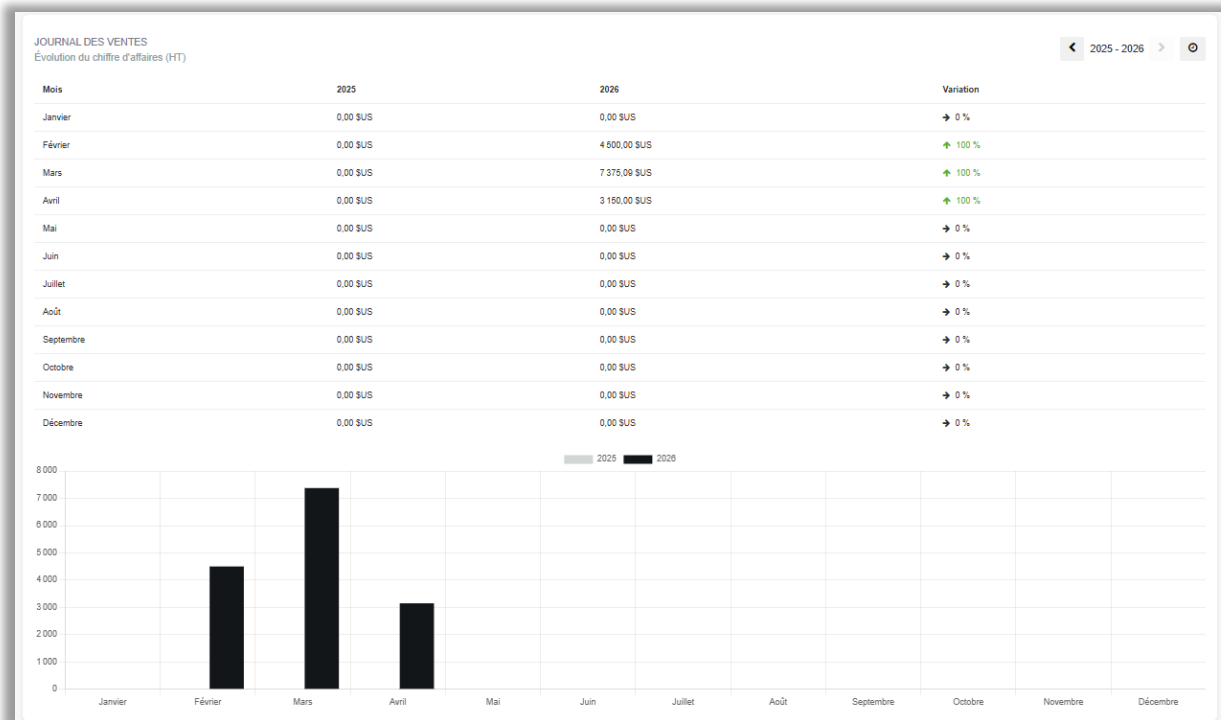 JOURNAL DES VENTES
Évolution du chiffre d'affaires (HT)
2025 - 2026
Mois 2025 2026 Variation
Janvier 0,00 $US 0,00 $US 0 %
Février 0,00 $US 4 500,00 $US 100 %
Mars 0,00 $US 7 375,09 $US 100 %
Avril 0,00 $US 3 150,00 $US 100 %
Mai 0,00 $US 0,00 $US 0 %
Juin 0,00 $US 0,00 $US 0 %
Juillet 0,00 $US 0,00 $US 0 %
Août 0,00 $US 0,00 $US 0 %
Septembre 0,00 $US 0,00 $US 0 %
Octobre 0,00 $US 0,00 $US 0 %
Novembre 0,00 $US 0,00 $US 0 %
Décembre 0,00 $US 0,00 $US 0 %
2025 2026
8 000
7 000
6 000
5 000
4 000
3 000
2 000
1 000
0
Janvier Février Mars Avril Mai Juin Juillet Août Septembre Octobre Novembre Décembre